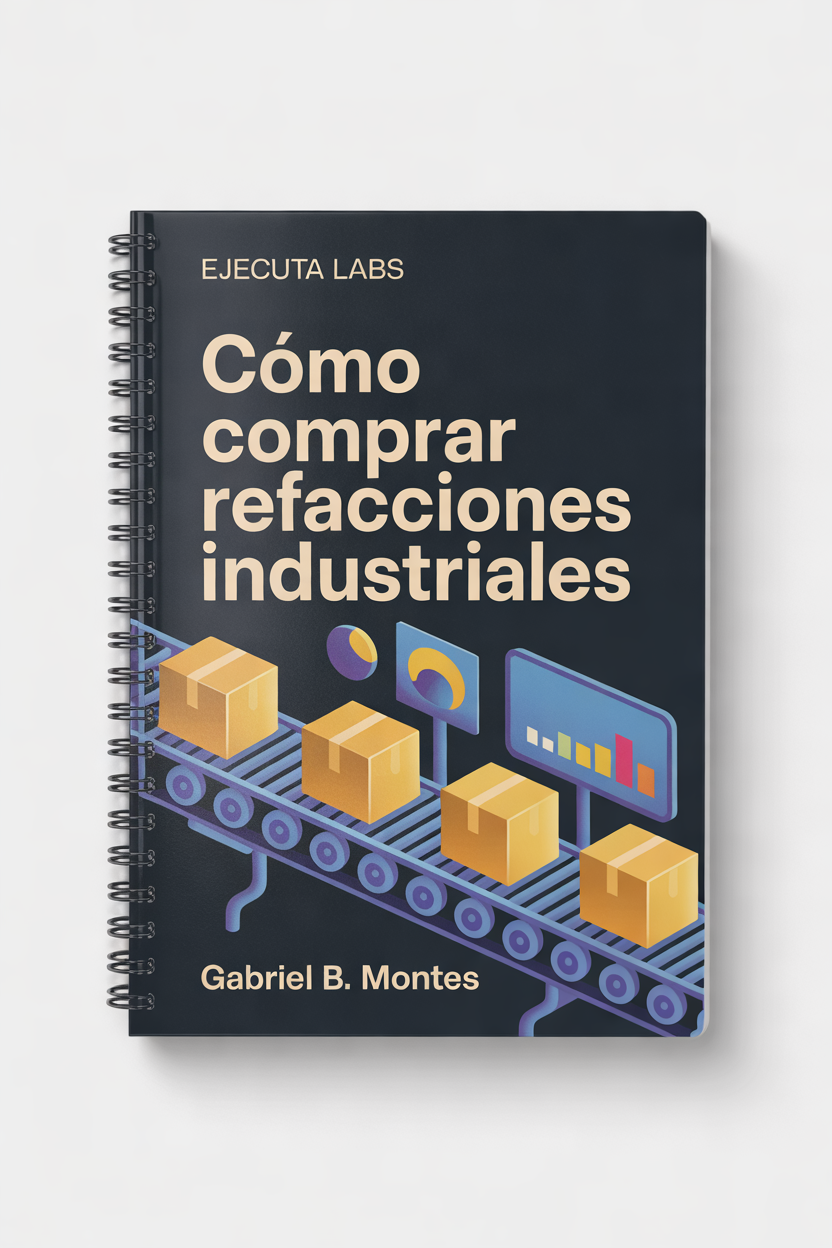 EJECUTA LABS
Cómo
comprar
refacciones
industriales
Gabriel B. Montes